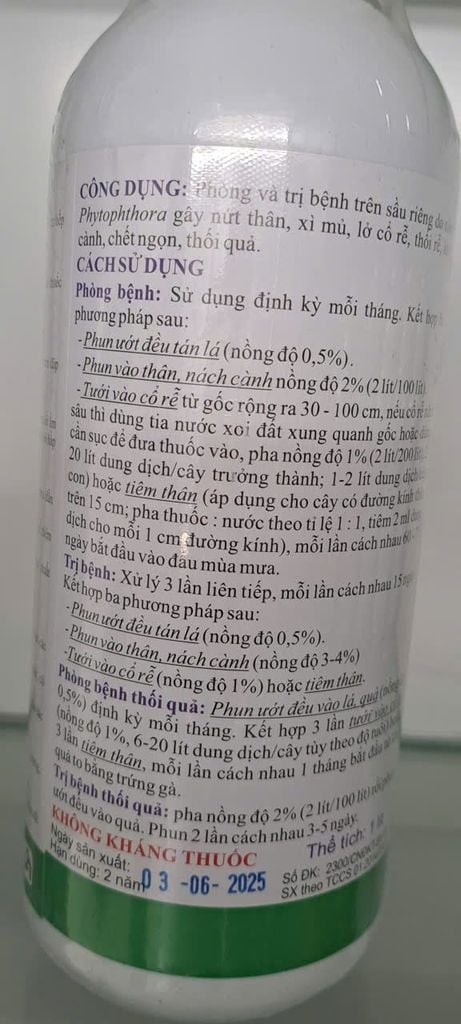 CÔNG DỤNG: Phòng và trị bệnh trên sầu riêng do
Phytophthora gây nứt thân, xì mủ, lở cổ rễ, thối rễ,
cành, chết ngọn, thối quả.
CÁCH SỬ DỤNG
Phòng bệnh: Sử dụng định kỳ mỗi tháng. Kết hợp
phương pháp sau:
-Phun ướt đều tán lá (nồng độ 0,5%).
-Phun vào thân, nách cành nồng độ 2% (2 lít/100 lít)
-Tưới vào cổ rễ từ gốc rộng ra 30 - 100 cm, nếu cổ rễ
sâu thì dùng tia nước xoi đất xung quanh gốc hoặc
cần sục để đưa thuốc vào, pha nồng độ 1% (2 lít/200 lít),
20 lít dung dịch/cây trưởng thành; 1-2 lít dung dịch
con) hoặc tiêm thân (áp dụng cho cây có đường kính
trên 15 cm; pha thuốc : nước theo tỉ lệ 1 : 1, tiêm 2 ml
dịch cho mỗi 1 cm đường kính), mỗi lần cách nhau 60
ngày bắt đầu vào đầu mùa mưa.
Trị bệnh: Xử lý 3 lần liên tiếp, mỗi lần cách nhau 15
Kết hợp ba phương pháp sau:
-Phun ướt đều tán lá (nồng độ 0,5%).
-Phun vào thân, nách cành (nồng độ 3-4%)
-Tưới vào cổ rễ (nồng độ 1%) hoặc tiêm thân.
Phòng bệnh thối quả: Phun ướt đều vào lá, quả (nồng
0,5%) định kỳ mỗi tháng. Kết hợp 3 lần tưới vào
(nồng độ 1%, 6-20 lít dung dịch/cây tùy theo độ tuổi)
3 lần tiêm thân, mỗi lần cách nhau 1 tháng bắt đầu
quả to bằng trứng gà.
Trị bệnh thối quả: pha nồng độ 2% (2 lít/100 lít)
ướt đều vào quả. Phun 2 lần cách nhau 3-5 ngày.
KHÔNG KHÁNG THUỐC
Thể tích: 1
Ngày sản xuất:
Hạn dùng: 2 năm
03 -06- 2025
Số ĐK: 2300/CNĐK
SX theo TCCS 01: